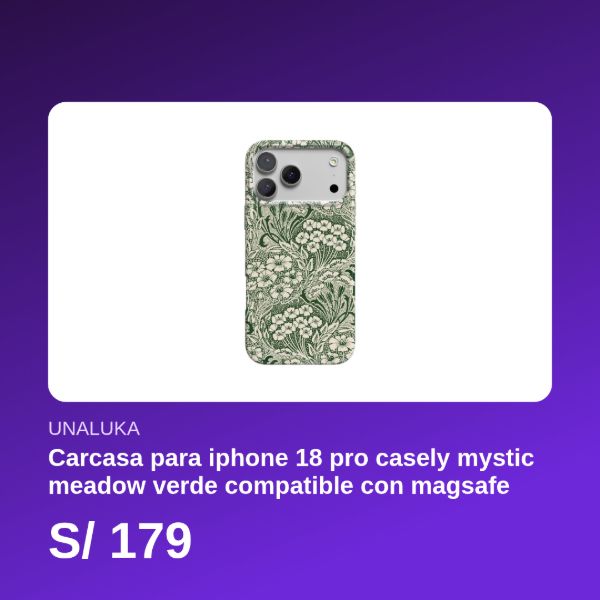 UNALUKA
Carcasa para iphone 18 pro casely mystic
meadow verde compatible con magsafe
S/ 179